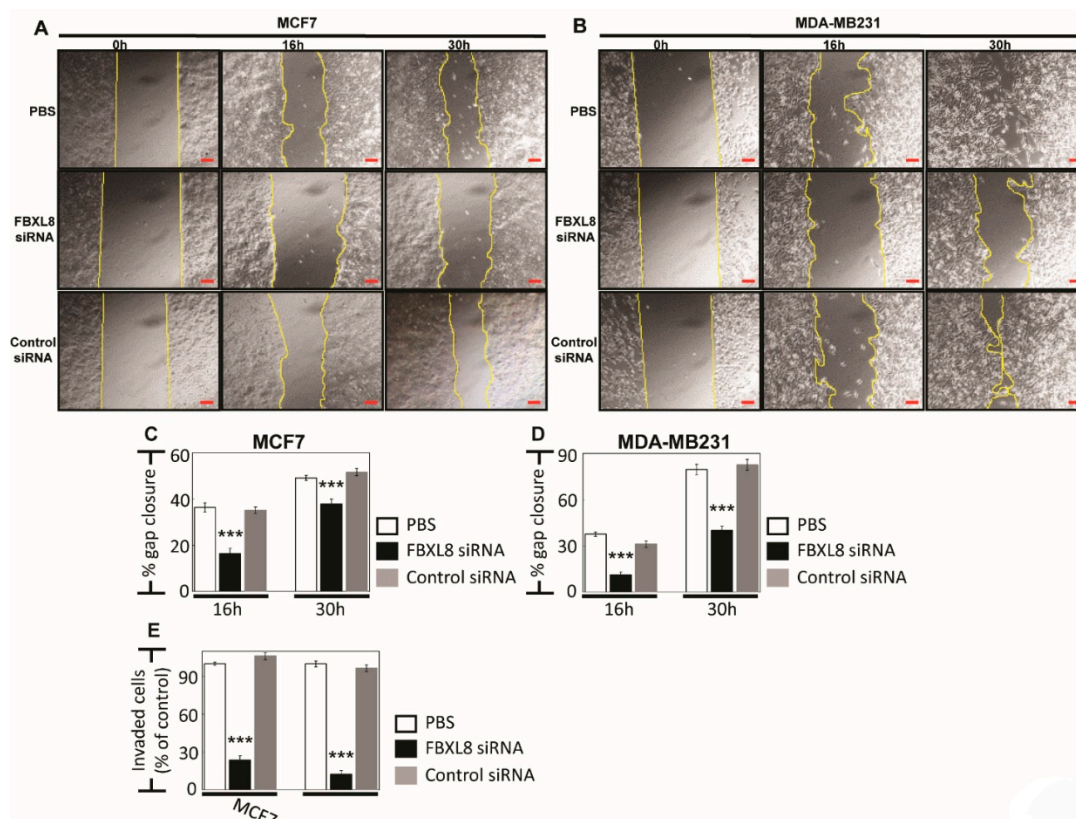 A
MCF7
0h 16h 30h
PBS
FBXL8
siRNA
Control
siRNA
B
MDA-MB231
0h 16h 30h
PBS
FBXL8
siRNA
Control
siRNA
C
MCF7
% gap closure
60
40
20
0
***
***
16h 30h
PBS
FBXL8 siRNA
Control siRNA
D
MDA-MB231
% gap closure
90
60
30
0
***
***
16h 30h
PBS
FBXL8 siRNA
Control siRNA
E
Invaded cells
(% of control)
90
60
30
0
***
***
MCF7
PBS
FBXL8 siRNA
Control siRNA